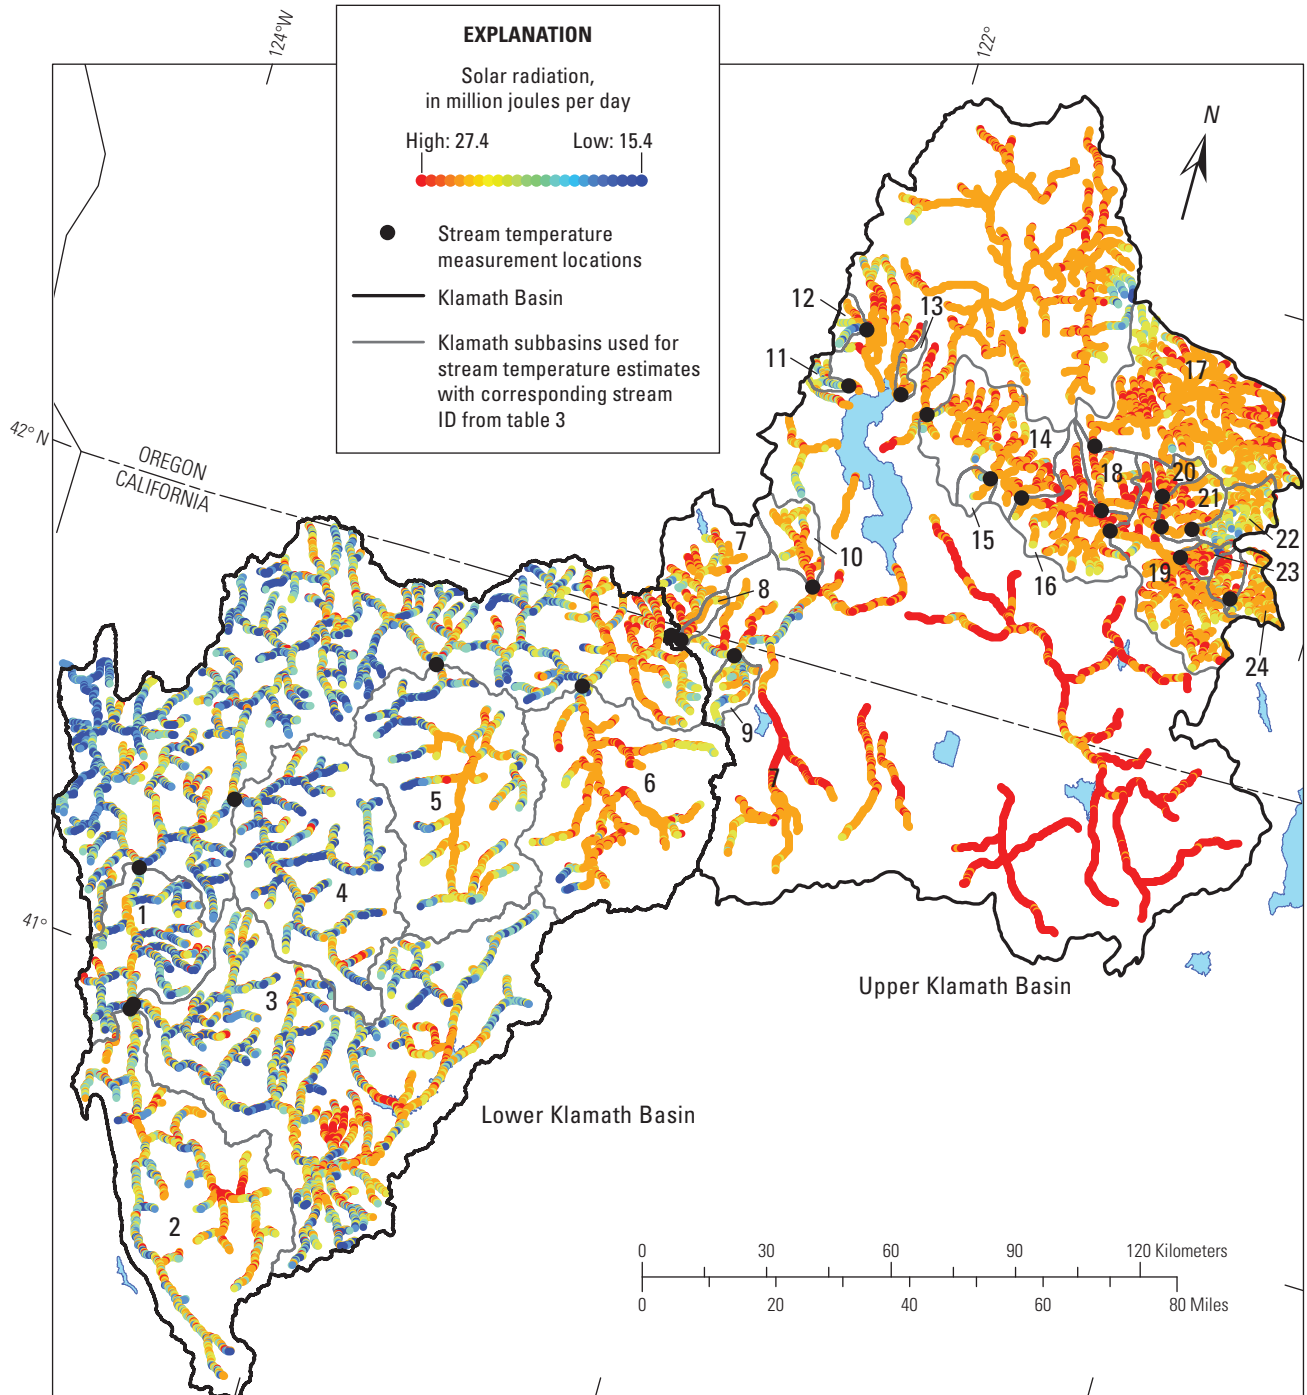 124°W
122°
EXPLANATION
Solar radiation,
in million joules per day
High: 27.4
Low: 15.4
Stream temperature
measurement locations
Klamath Basin
Klamath subbasins used for
stream temperature estimates
with corresponding stream
ID from table 3
N
42° N
OREGON
CALIFORNIA
41°
12
13
11
17
14
18
20
21
22
15
16
19
23
24
7
10
8
9
7
6
5
4
1
3
2
Upper Klamath Basin
Lower Klamath Basin
0
30
60
90
120 Kilometers
0
20
40
60
80 Miles